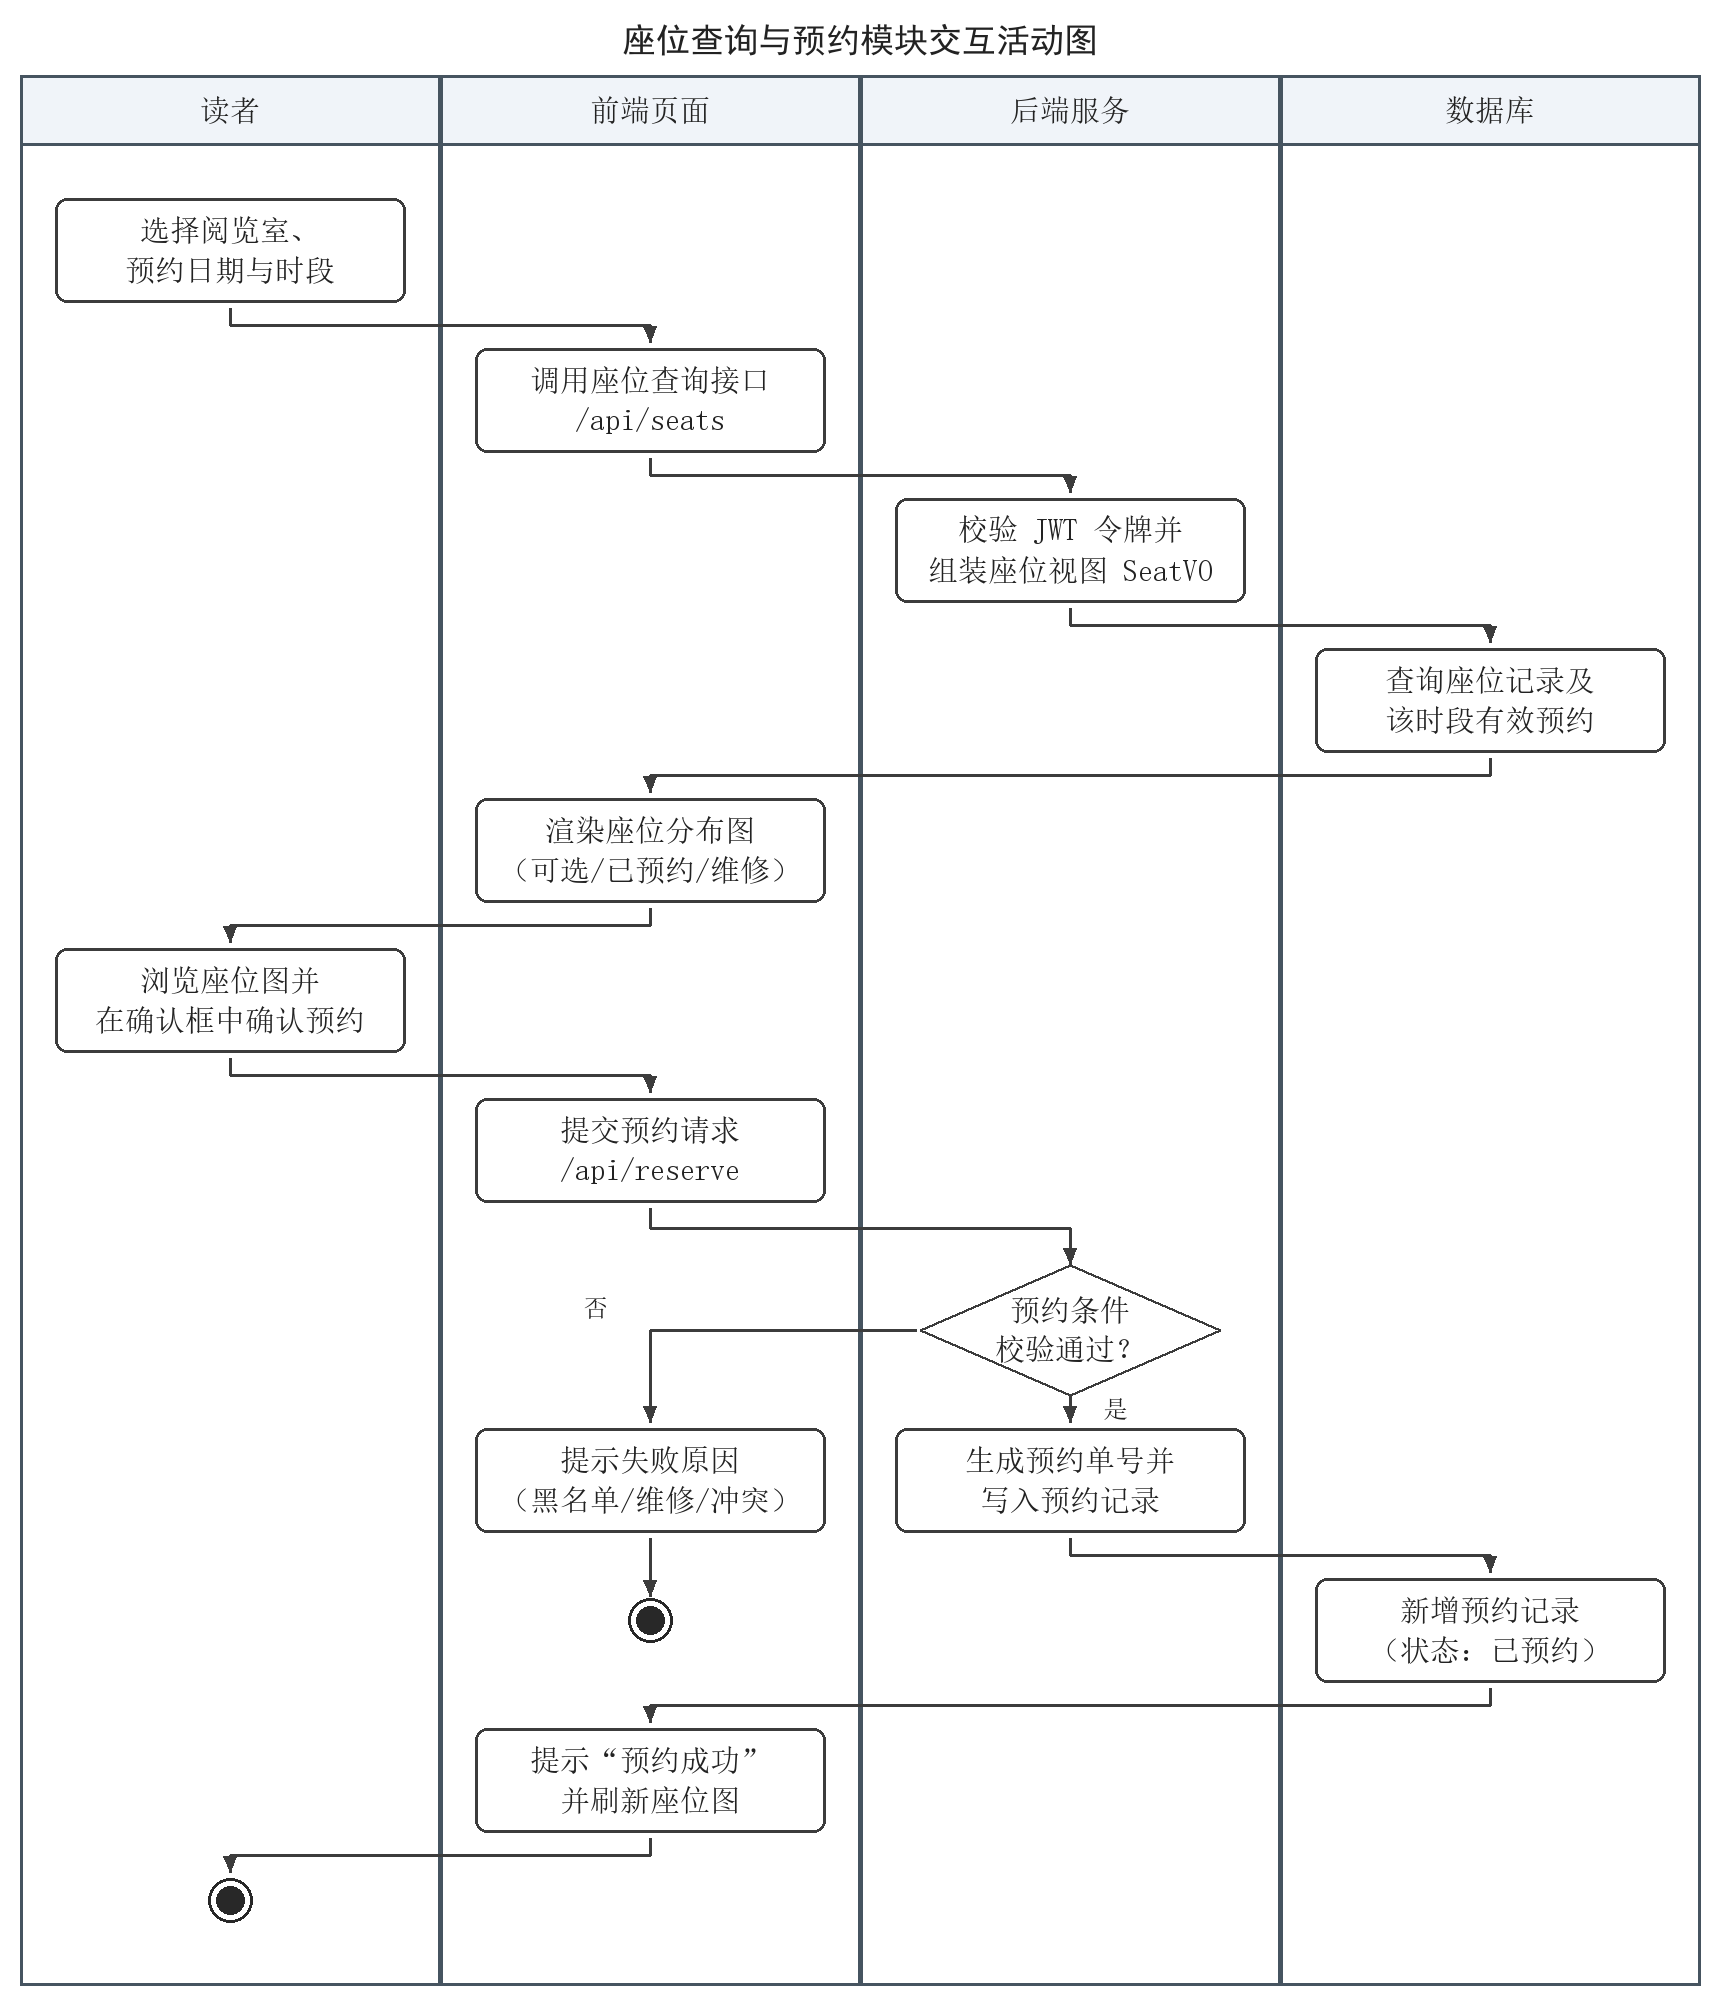 座位查询与预约模块交互活动图
读者
前端页面
后端服务
数据库
选择阅览室、
预约日期与时段
调用座位查询接口
/api/seats
校验 JWT 令牌并
组装座位视图 SeatVO
查询座位记录及
该时段有效预约
渲染座位分布图
（可选/已预约/维修）
浏览座位图并
在确认框中确认预约
提交预约请求
/api/reserve
否
预约条件
校验通过？
是
提示失败原因
（黑名单/维修/冲突）
生成预约单号并
写入预约记录
新增预约记录
（状态：已预约）
提示“预约成功”
并刷新座位图